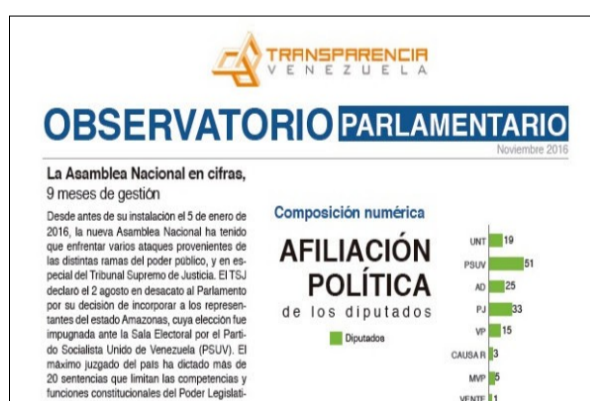 TRANSPARENCIA
VENEZUELA
OBSERVATORIO PARLAMENTARIO
Noviembre 2016
La Asamblea Nacional en cifras,
9 meses de gestión
Desde antes de su instalación el 5 de enero de
2016, la nueva Asamblea Nacional ha tenido
que enfrentar varios ataques provenientes de
las distintas ramas del poder público, y en es-
pecial del Tribunal Supremo de Justicia. El TSJ
declaró el 2 agosto en desacato al Parlamento
por su decisión de incorporar a los represen-
tantes del estado Amazonas, cuya elección fue
impugnada ante la Sala Electoral por el Parti-
do Socialista Unido de Venezuela (PSUV). El
máximo juzgado del país ha dictado más de
20 sentencias que limitan las competencias y
funciones constitucionales del Poder Legislati-
Composición numérica
AFILIACIÓN
POLÍTICA
de los diputados
Diputados
UNT 19
PSUV 51
AD 25
PJ 33
VP 15
CAUSA R 3
MVP 5
VENTE 1